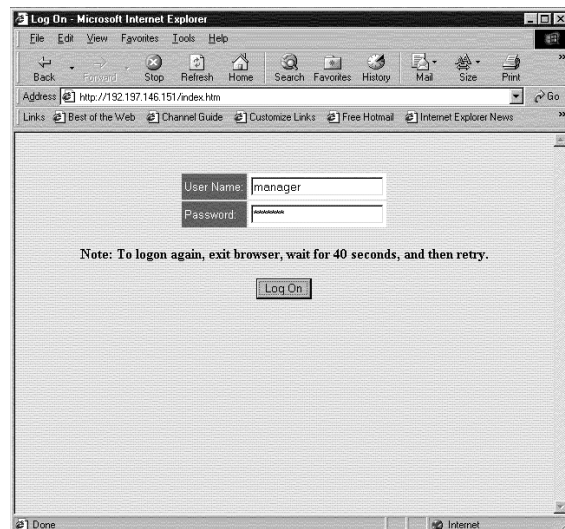 Log On - Microsoft Internet Explorer
File Edit View Favorites Tools Help
Back Forward Stop Refresh Home Search Favorites History Mail Size Print »
Address http://192.197.146.151/index.htm Go
Links Best of the Web Channel Guide Customize Links Free Hotmail Internet Explorer News »
User Name: manager
Password: *******
Note: To logon again, exit browser, wait for 40 seconds, and then retry.
Log On
Done Internet